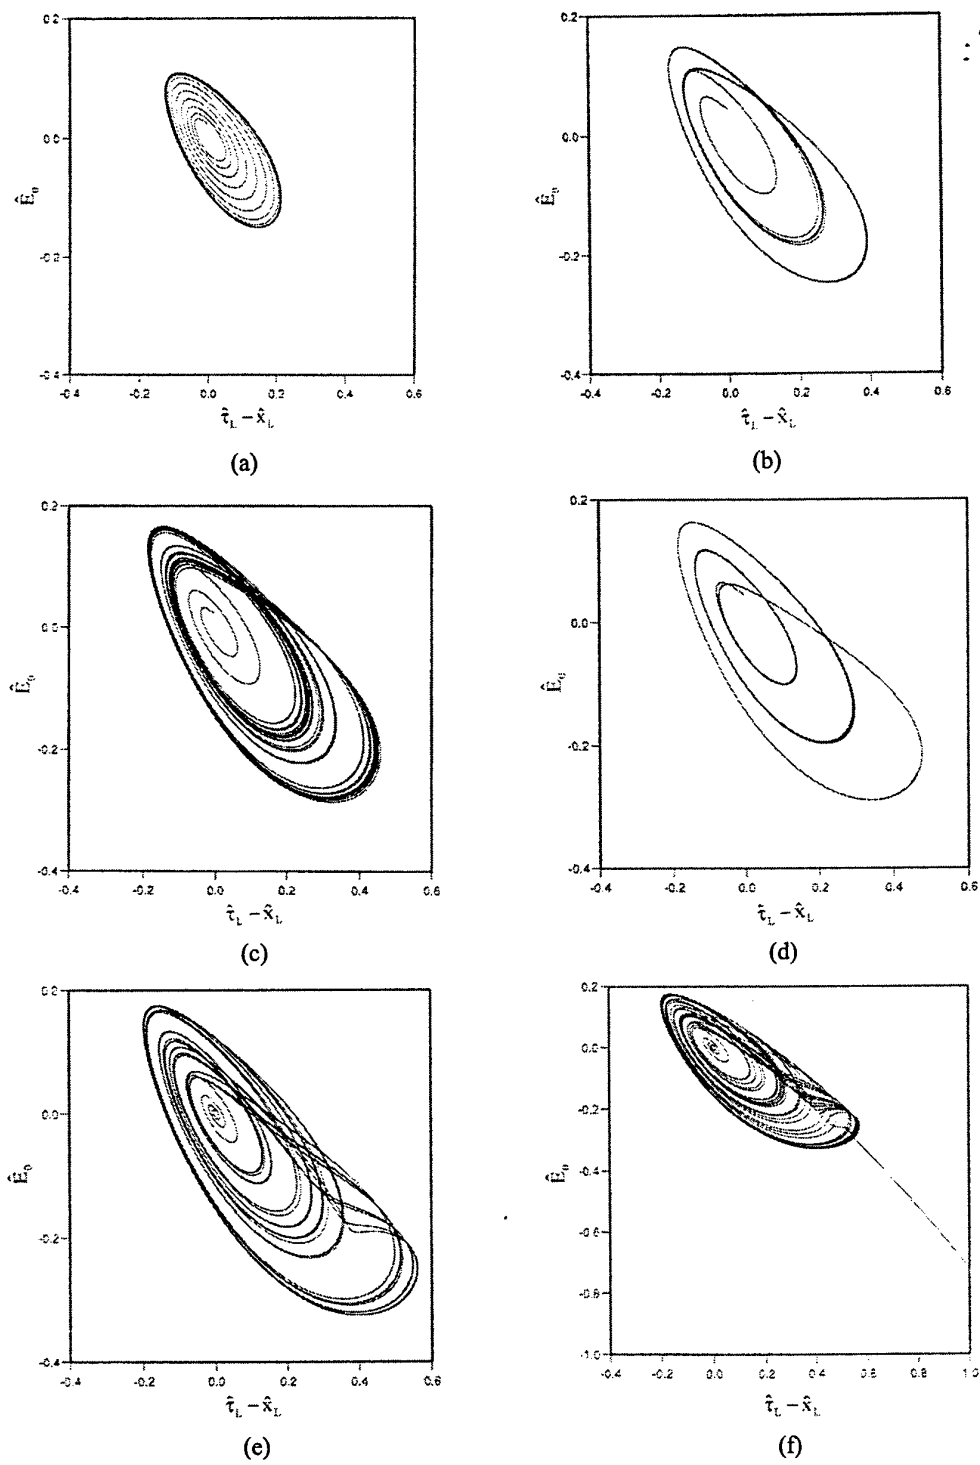 0.2 0.2
0.0 0.0
Ê₀ Ê₀
-0.2 -0.2
-0.4 -0.4
-0.4 -0.2 0.0 0.2 0.4 0.6 -0.4 -0.2 0.0 0.2 0.4 0.6
τ̂_L − x̂_L τ̂_L − x̂_L
(a) (b)
0.2 0.2
0.0 0.0
Ê₀ Ê₀
-0.2 -0.2
-0.4 -0.4
-0.4 -0.2 0.0 0.2 0.4 0.6 -0.4 -0.2 0.0 0.2 0.4 0.6
τ̂_L − x̂_L τ̂_L − x̂_L
(c) (d)
0.2 0.2
0.0 0.0
-0.2
Ê₀ Ê₀
-0.4
-0.2 -0.6
-0.8
-0.4 -1.0
-0.4 -0.2 0.0 0.2 0.4 0.6 -0.4 -0.2 0.0 0.2 0.4 0.6 0.8 1.0
τ̂_L − x̂_L τ̂_L − x̂_L
(e) (f)